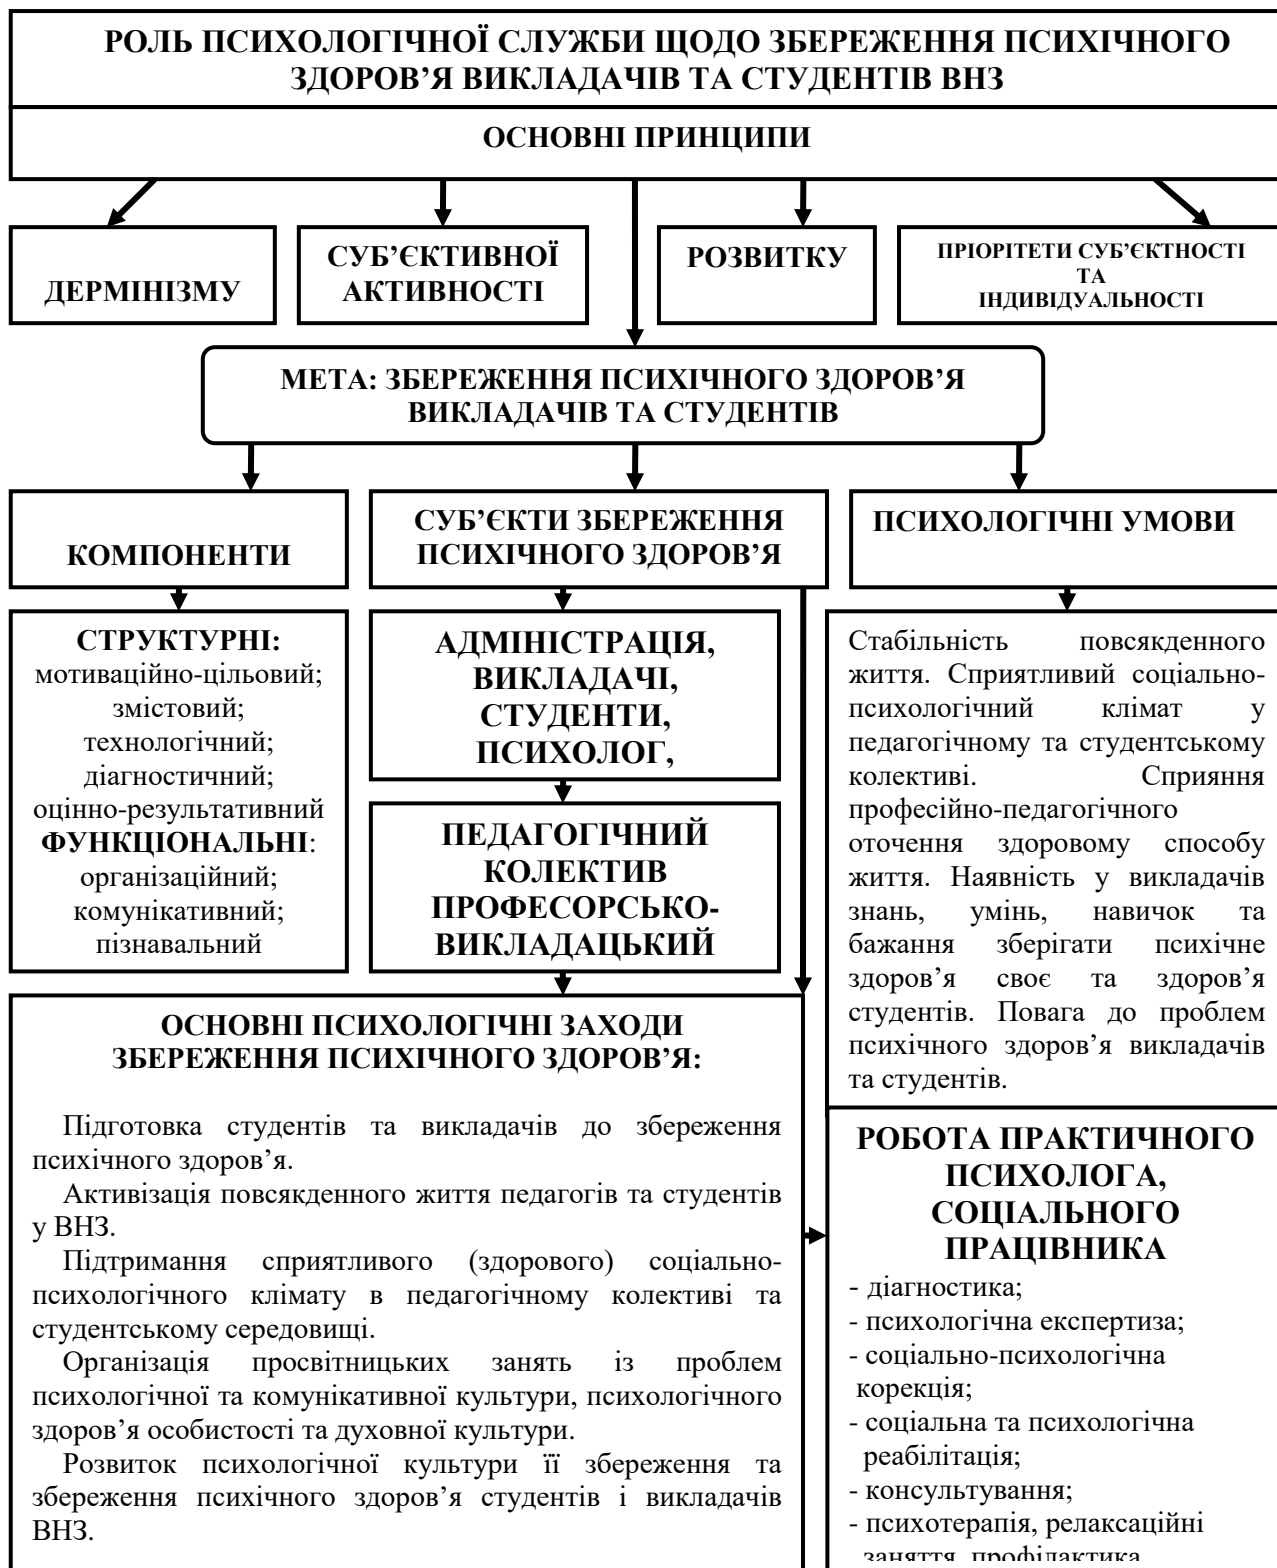 РОЛЬ ПСИХОЛОГІЧНОЇ СЛУЖБИ ЩОДО ЗБЕРЕЖЕННЯ ПСИХІЧНОГО
ЗДОРОВ’Я ВИКЛАДАЧІВ ТА СТУДЕНТІВ ВНЗ
ОСНОВНІ ПРИНЦИПИ
ДЕРМІНІЗМУ
СУБ’ЄКТИВНОЇ
АКТИВНОСТІ
РОЗВИТКУ
ПРІОРІТЕТИ СУБ’ЄКТНОСТІ
ТА
ІНДИВІДУАЛЬНОСТІ
МЕТА: ЗБЕРЕЖЕННЯ ПСИХІЧНОГО ЗДОРОВ’Я
ВИКЛАДАЧІВ ТА СТУДЕНТІВ
КОМПОНЕНТИ
СУБ’ЄКТИ ЗБЕРЕЖЕННЯ
ПСИХІЧНОГО ЗДОРОВ’Я
ПСИХОЛОГІЧНІ УМОВИ
СТРУКТУРНІ:
мотиваційно-цільовий;
змістовий;
технологічний;
діагностичний;
оцінно-результативний
ФУНКЦІОНАЛЬНІ:
організаційний;
комунікативний;
пізнавальний
АДМІНІСТРАЦІЯ,
ВИКЛАДАЧІ,
СТУДЕНТИ,
ПСИХОЛОГ,
ПЕДАГОГІЧНИЙ
КОЛЕКТИВ
ПРОФЕСОРСЬКО-
ВИКЛАДАЦЬКИЙ
Стабільність повсякденного
життя. Сприятливий соціально-
психологічний клімат у
педагогічному та студентському
колективі. Сприяння
професійно-педагогічного
оточення здоровому способу
життя. Наявність у викладачів
знань, умінь, навичок та
бажання зберігати психічне
здоров’я своє та здоров’я
студентів. Повага до проблем
психічного здоров’я викладачів
та студентів.
ОСНОВНІ ПСИХОЛОГІЧНІ ЗАХОДИ
ЗБЕРЕЖЕННЯ ПСИХІЧНОГО ЗДОРОВ’Я:
Підготовка студентів та викладачів до збереження
психічного здоров’я.
Активізація повсякденного життя педагогів та студентів
у ВНЗ.
Підтримання сприятливого (здорового) соціально-
психологічного клімату в педагогічному колективі та
студентському середовищі.
Організація просвітницьких занять із проблем
психологічної та комунікативної культури, психологічного
здоров’я особистості та духовної культури.
Розвиток психологічної культури її збереження та
збереження психічного здоров’я студентів і викладачів
ВНЗ.
РОБОТА ПРАКТИЧНОГО
ПСИХОЛОГА,
СОЦІАЛЬНОГО
ПРАЦІВНИКА
- діагностика;
- психологічна експертиза;
- соціально-психологічна
корекція;
- соціальна та психологічна
реабілітація;
- консультування;
- психотерапія, релаксаційні
заняття, профілактика